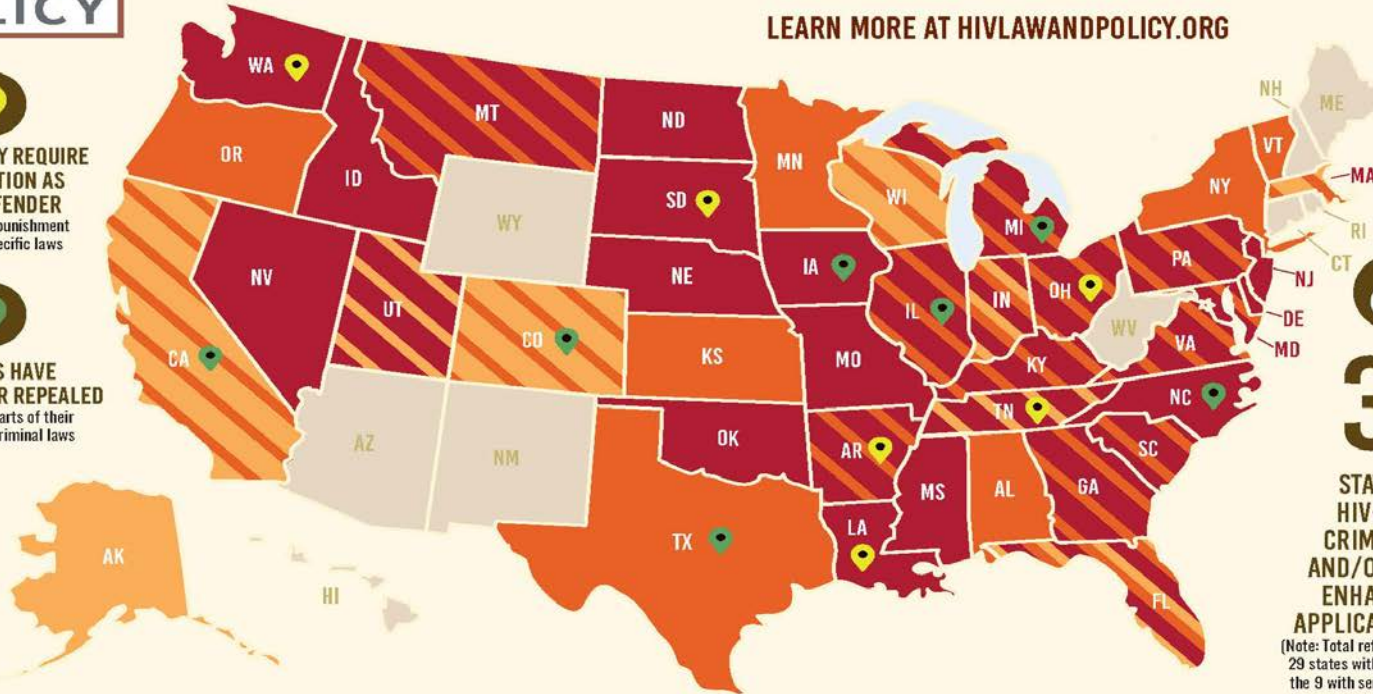 LICY
LEARN MORE AT HIVLAWANDPOLICY.ORG
Y REQUIRE
TION AS
FENDER
punishment
ecific laws
S HAVE
R REPEALED
arts of their
riminal laws
WA
MT
ND
MN
OR
ID
WY
SD
WI
MI
NY
VT
NH
ME
MA
RI
CT
NJ
DE
MD
NV
UT
CO
NE
IA
IL
IN
OH
PA
WV
VA
CA
KS
MO
KY
NC
TN
AZ
NM
OK
AR
SC
MS
AL
GA
TX
LA
FL
AK
HI
3
STA
HIV
CRIM
AND/O
ENHA
APPLICA
(Note: Total ref
29 states with
the 9 with se